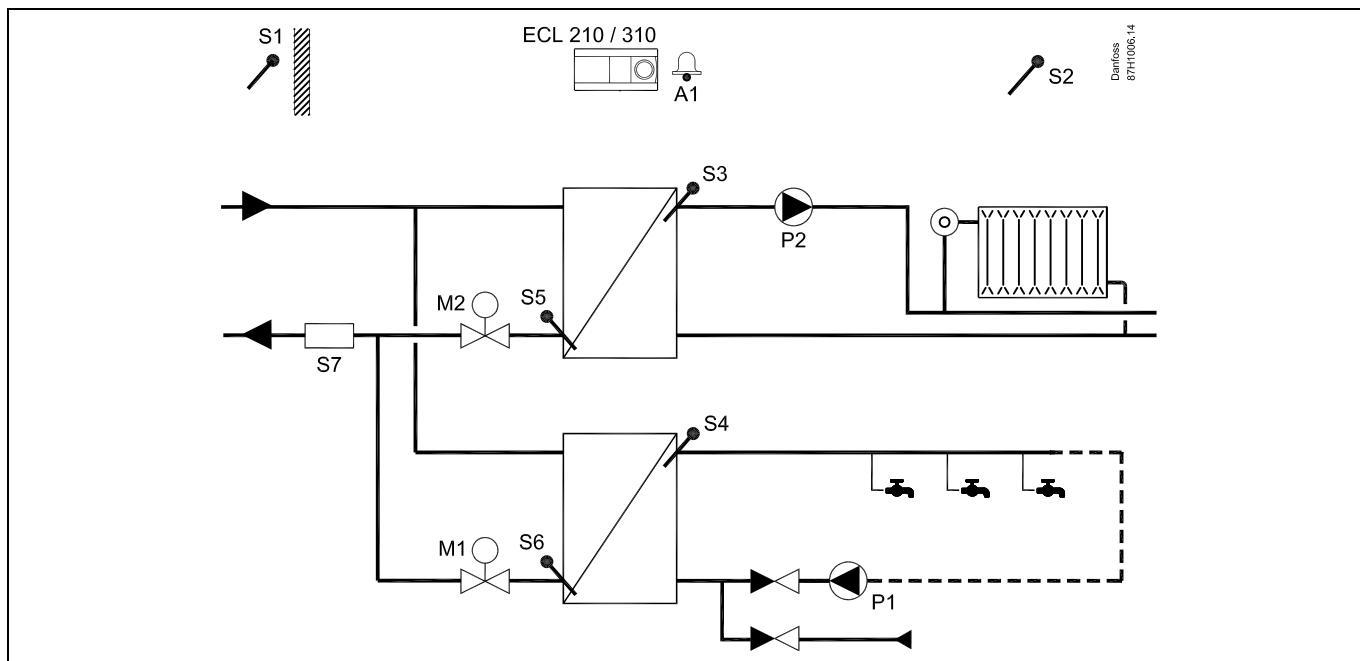 S1
ECL 210 / 310
A1
S2
Danfoss
87H1006.14
S3
P2
M2
S5
S7
S4
M1
S6
P1